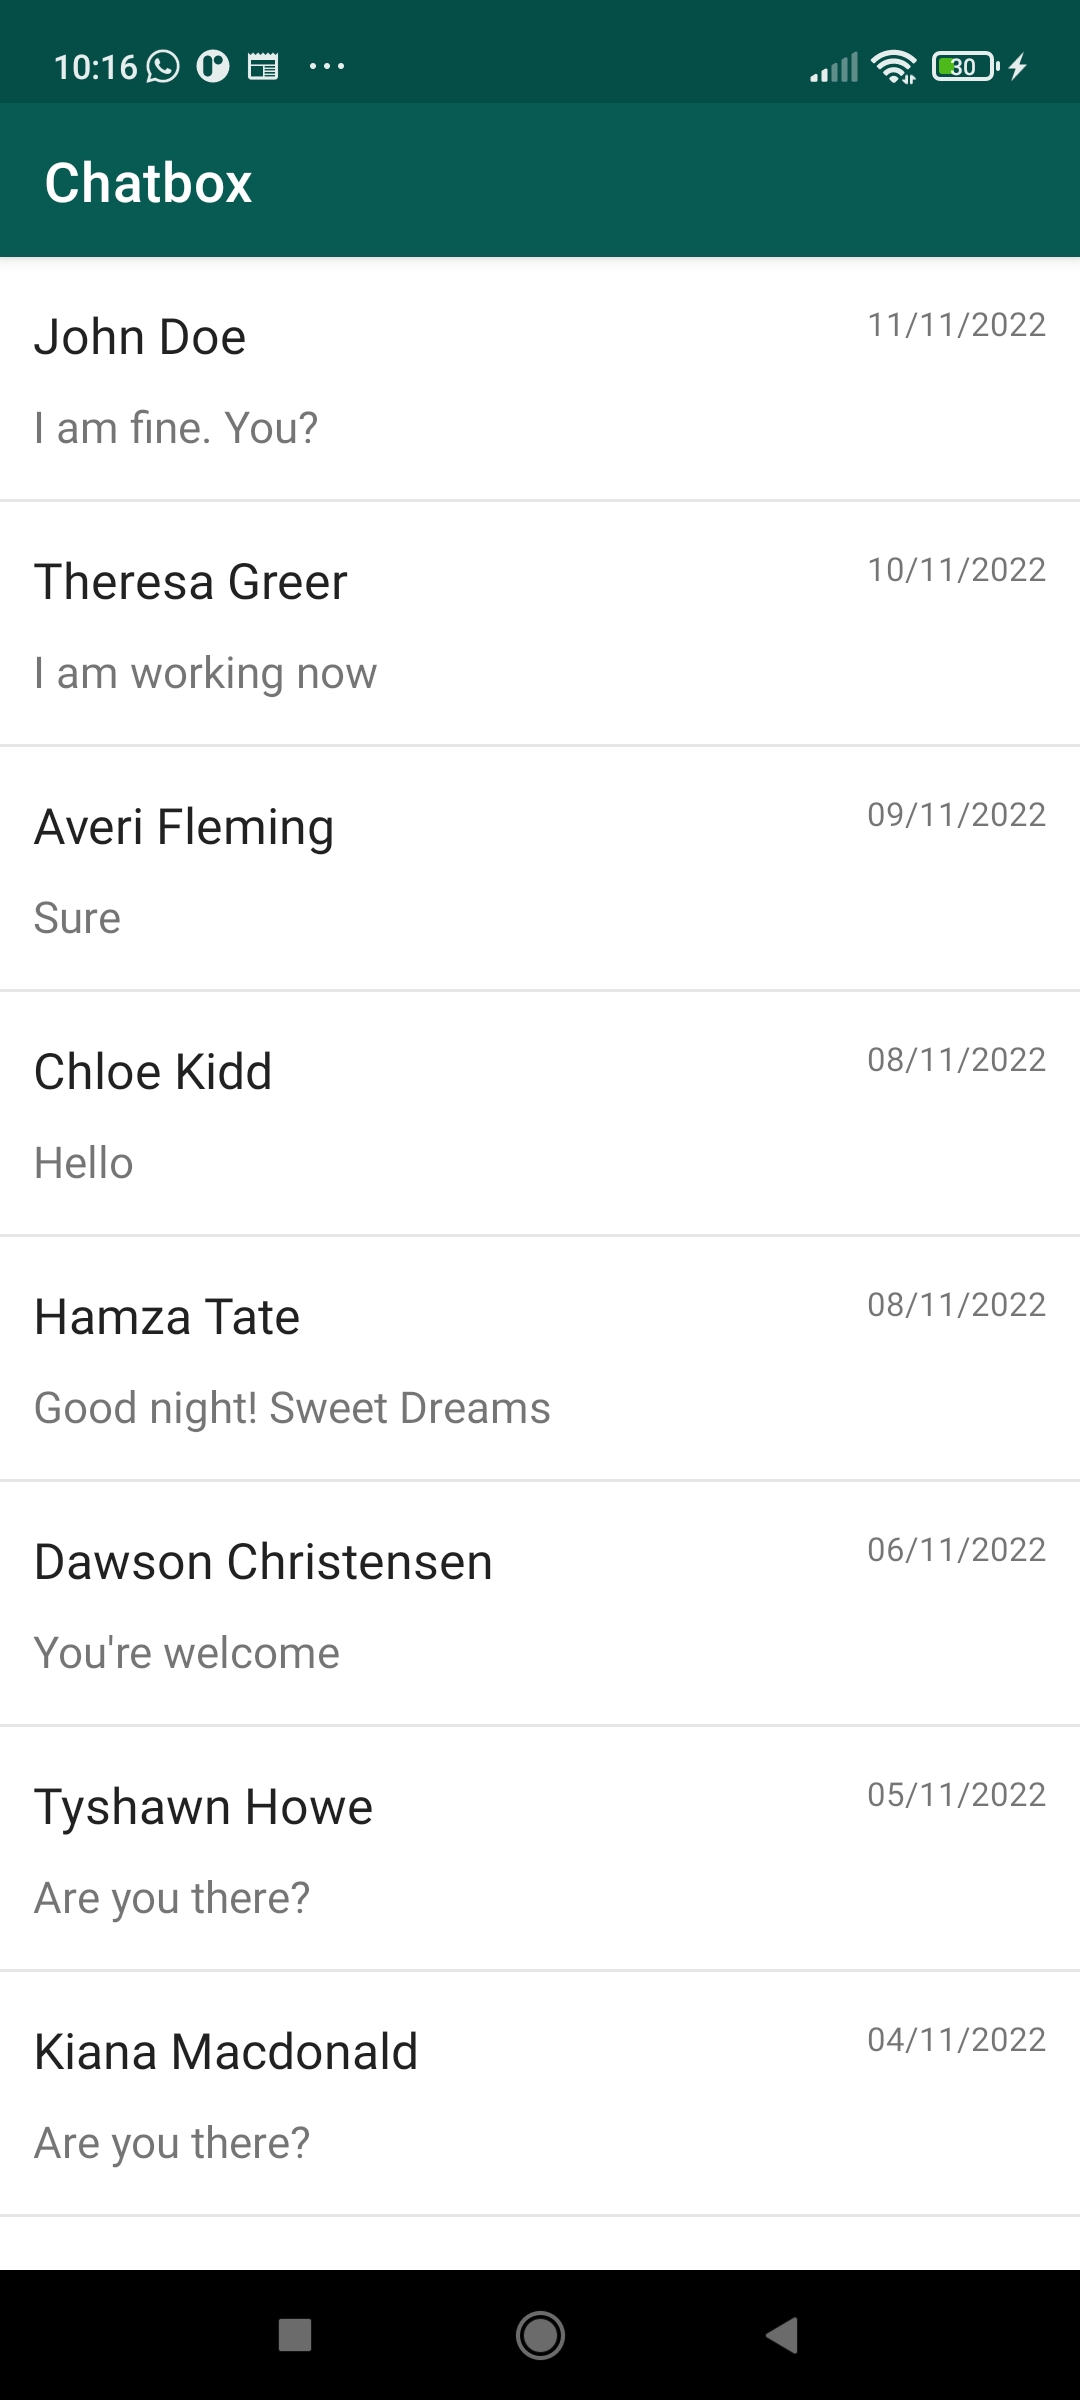 10:16
30
Chatbox
John Doe
11/11/2022
I am fine. You?
Theresa Greer
10/11/2022
I am working now
Averi Fleming
09/11/2022
Sure
Chloe Kidd
08/11/2022
Hello
Hamza Tate
08/11/2022
Good night! Sweet Dreams
Dawson Christensen
06/11/2022
You're welcome
Tyshawn Howe
05/11/2022
Are you there?
Kiana Macdonald
04/11/2022
Are you there?